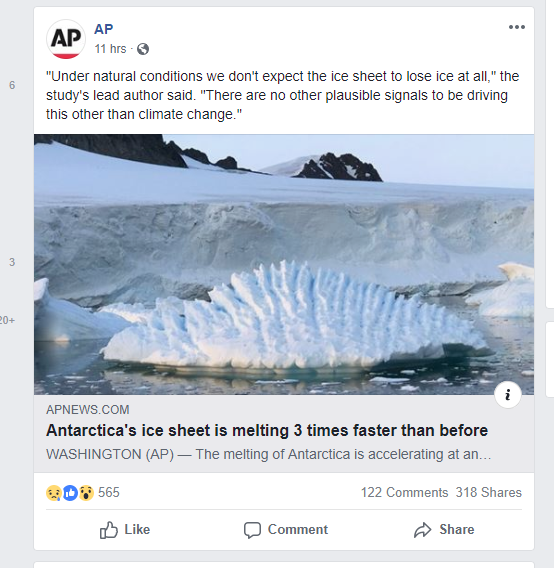 AP
AP
11 hrs ·
"Under natural conditions we don't expect the ice sheet to lose ice at all," the
study's lead author said. "There are no other plausible signals to be driving
this other than climate change."
6
3
20+
i
APNEWS.COM
Antarctica's ice sheet is melting 3 times faster than before
WASHINGTON (AP) — The melting of Antarctica is accelerating at an…
565
122 Comments 318 Shares
Like Comment Share